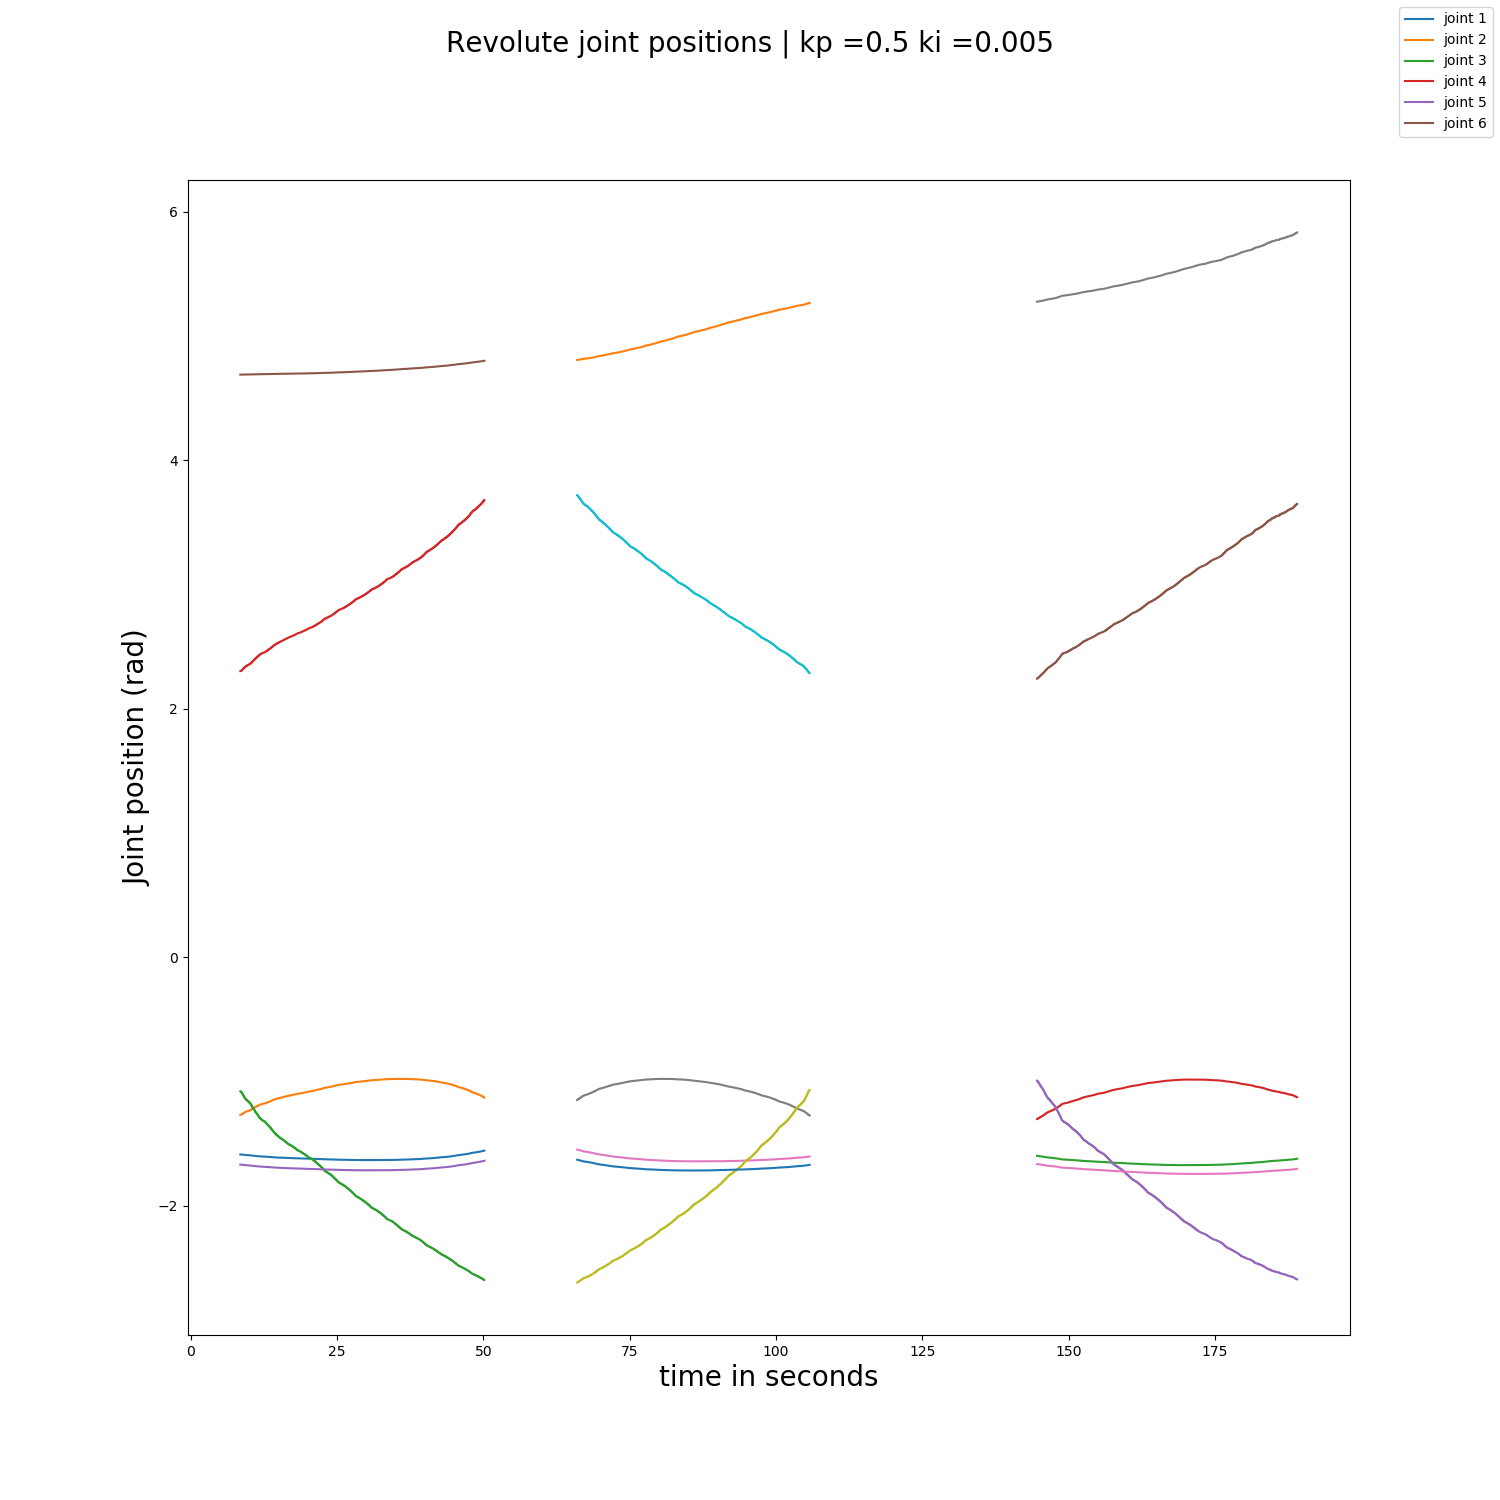 Revolute joint positions | kp =0.5 ki =0.005
joint 1
joint 2
joint 3
joint 4
joint 5
joint 6
6
4
2
0
−2
Joint position (rad)
0 25 50 75 100 125 150 175
time in seconds